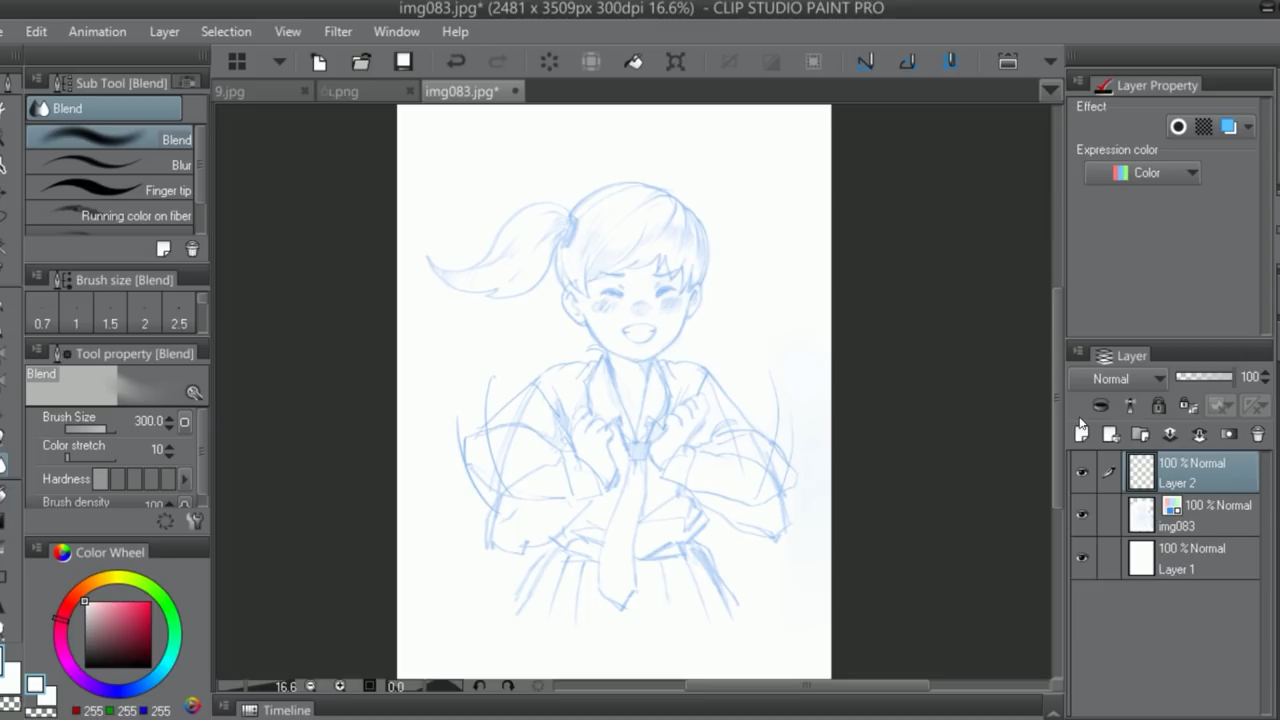 img083.jpg* (2481 x 3509px 300dpi 16.6%) - CLIP STUDIO PAINT PRO
Edit Animation Layer Selection View Filter Window Help
Sub Tool [Blend]
Blend
Blend
Blur
Finger tip
Running color on fiber
Brush size [Blend]
0.7 1 1.5 2 2.5
Tool property [Blend]
Blend
Brush Size 300.0
Color stretch 10
Hardness
Brush density 100
Color Wheel
255 255 255
9.jpg img083.jpg*
16.6 0.0
Timeline
Layer Property
Effect
Expression color
Color
Layer
Normal 100
100 % Normal
Layer 2
100 % Normal
img083
100 % Normal
Layer 1